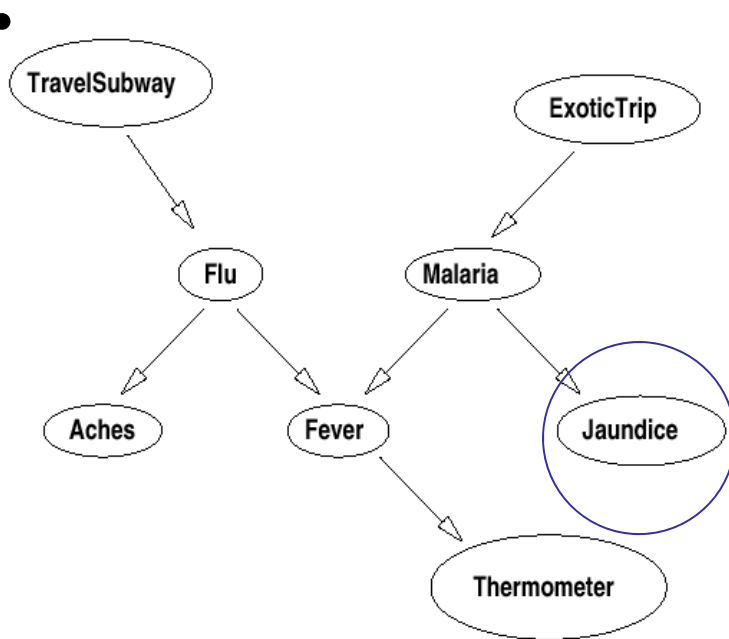 TravelSubway
ExoticTrip
Flu
Malaria
Aches
Fever
Jaundice
Thermometer